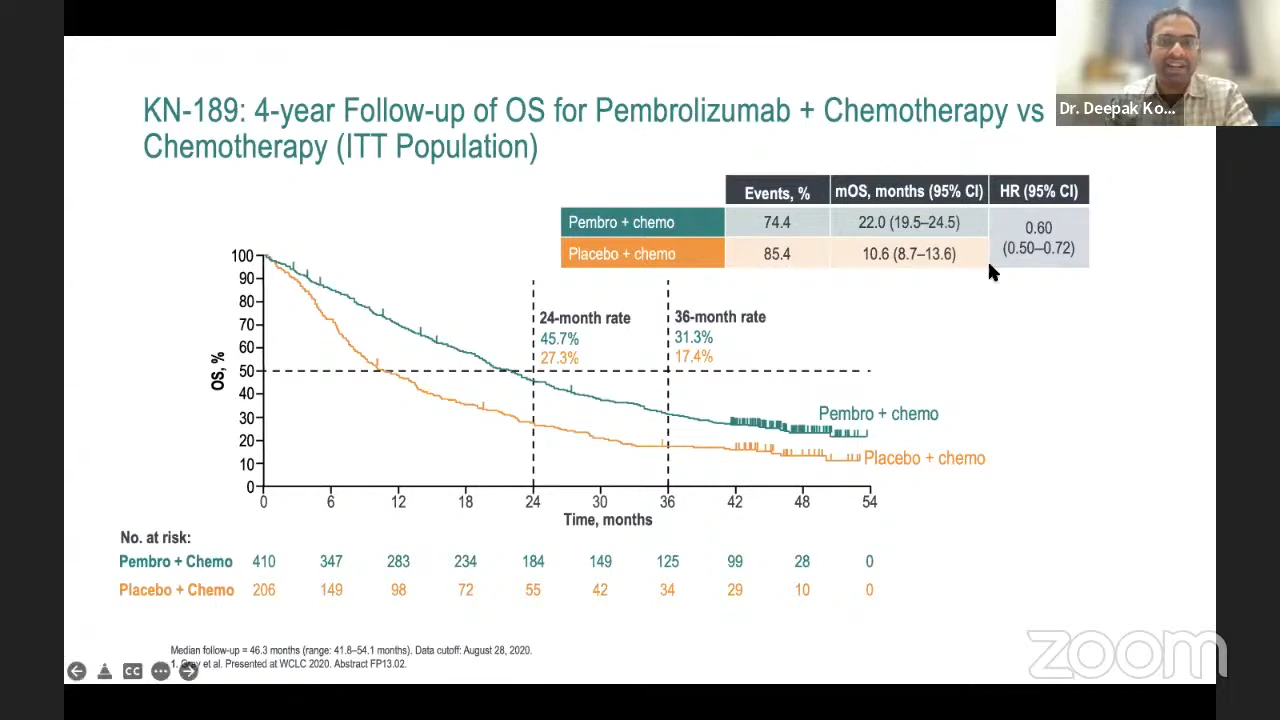 Dr. Deepak Ko...
KN-189: 4-year Follow-up of OS for Pembrolizumab + Chemotherapy vs
Chemotherapy (ITT Population)
Events, % mOS, months (95% CI) HR (95% CI)
Pembro + chemo 74.4 22.0 (19.5–24.5) 0.60
(0.50–0.72)
Placebo + chemo 85.4 10.6 (8.7–13.6)
OS, %
100
90
80
70
60
50
40
30
20
10
0
24-month rate
45.7%
27.3%
36-month rate
31.3%
17.4%
Pembro + chemo
Placebo + chemo
0 6 12 18 24 30 36 42 48 54
Time, months
No. at risk:
Pembro + Chemo 410 347 283 234 184 149 125 99 28 0
Placebo + Chemo 206 149 98 72 55 42 34 29 10 0
Median follow-up = 46.3 months (range: 41.8–54.1 months). Data cutoff: August 28, 2020.
1. Gray et al. Presented at WCLC 2020. Abstract FP13.02.
CC
zoom